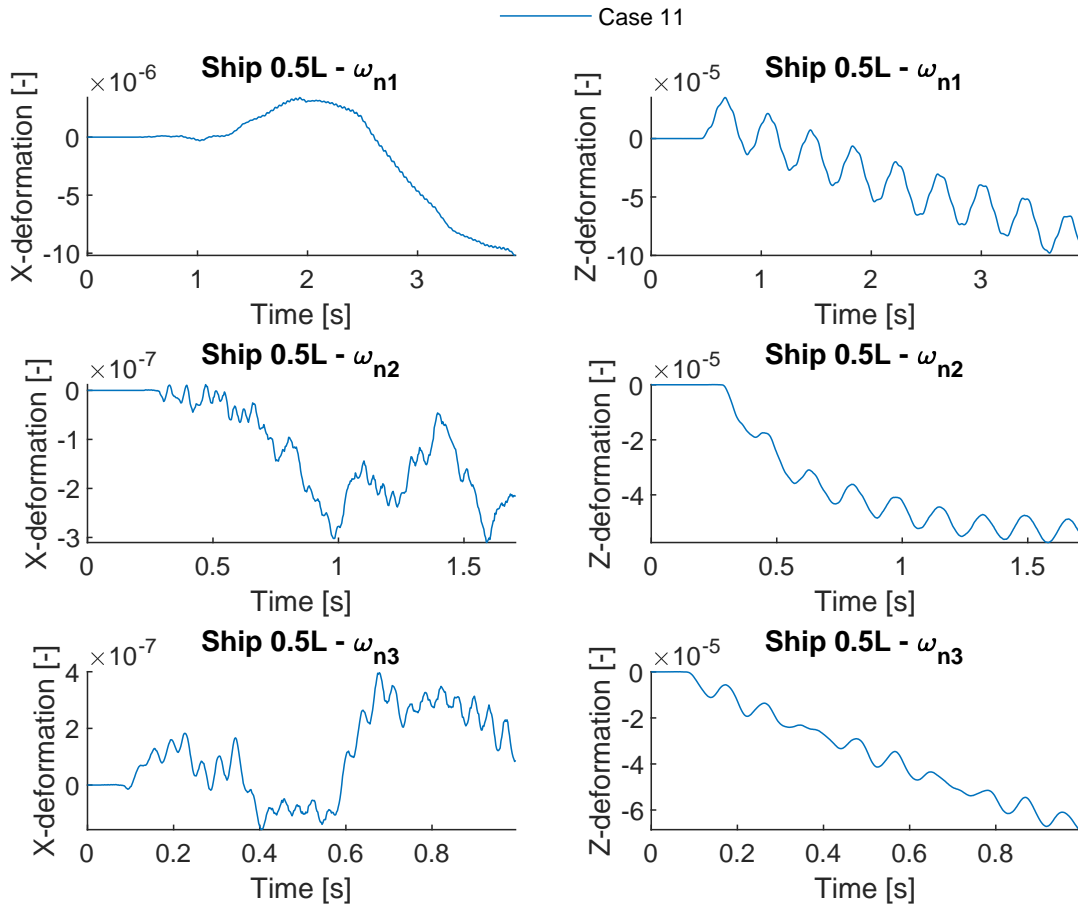 Case 11
Ship 0.5L - ωn1
×10-6
X-deformation [-]
0
-5
-10
0 1 2 3
Time [s]
Ship 0.5L - ωn1
×10-5
Z-deformation [-]
5
0
-5
-10
0 1 2 3
Time [s]
Ship 0.5L - ωn2
×10-7
X-deformation [-]
0
-1
-2
-3
0 0.5 1 1.5
Time [s]
Ship 0.5L - ωn2
×10-5
Z-deformation [-]
0
-2
-4
0 0.5 1 1.5
Time [s]
Ship 0.5L - ωn3
×10-7
X-deformation [-]
4
2
0
0 0.2 0.4 0.6 0.8
Time [s]
Ship 0.5L - ωn3
×10-5
Z-deformation [-]
0
-2
-4
-6
0 0.2 0.4 0.6 0.8
Time [s]